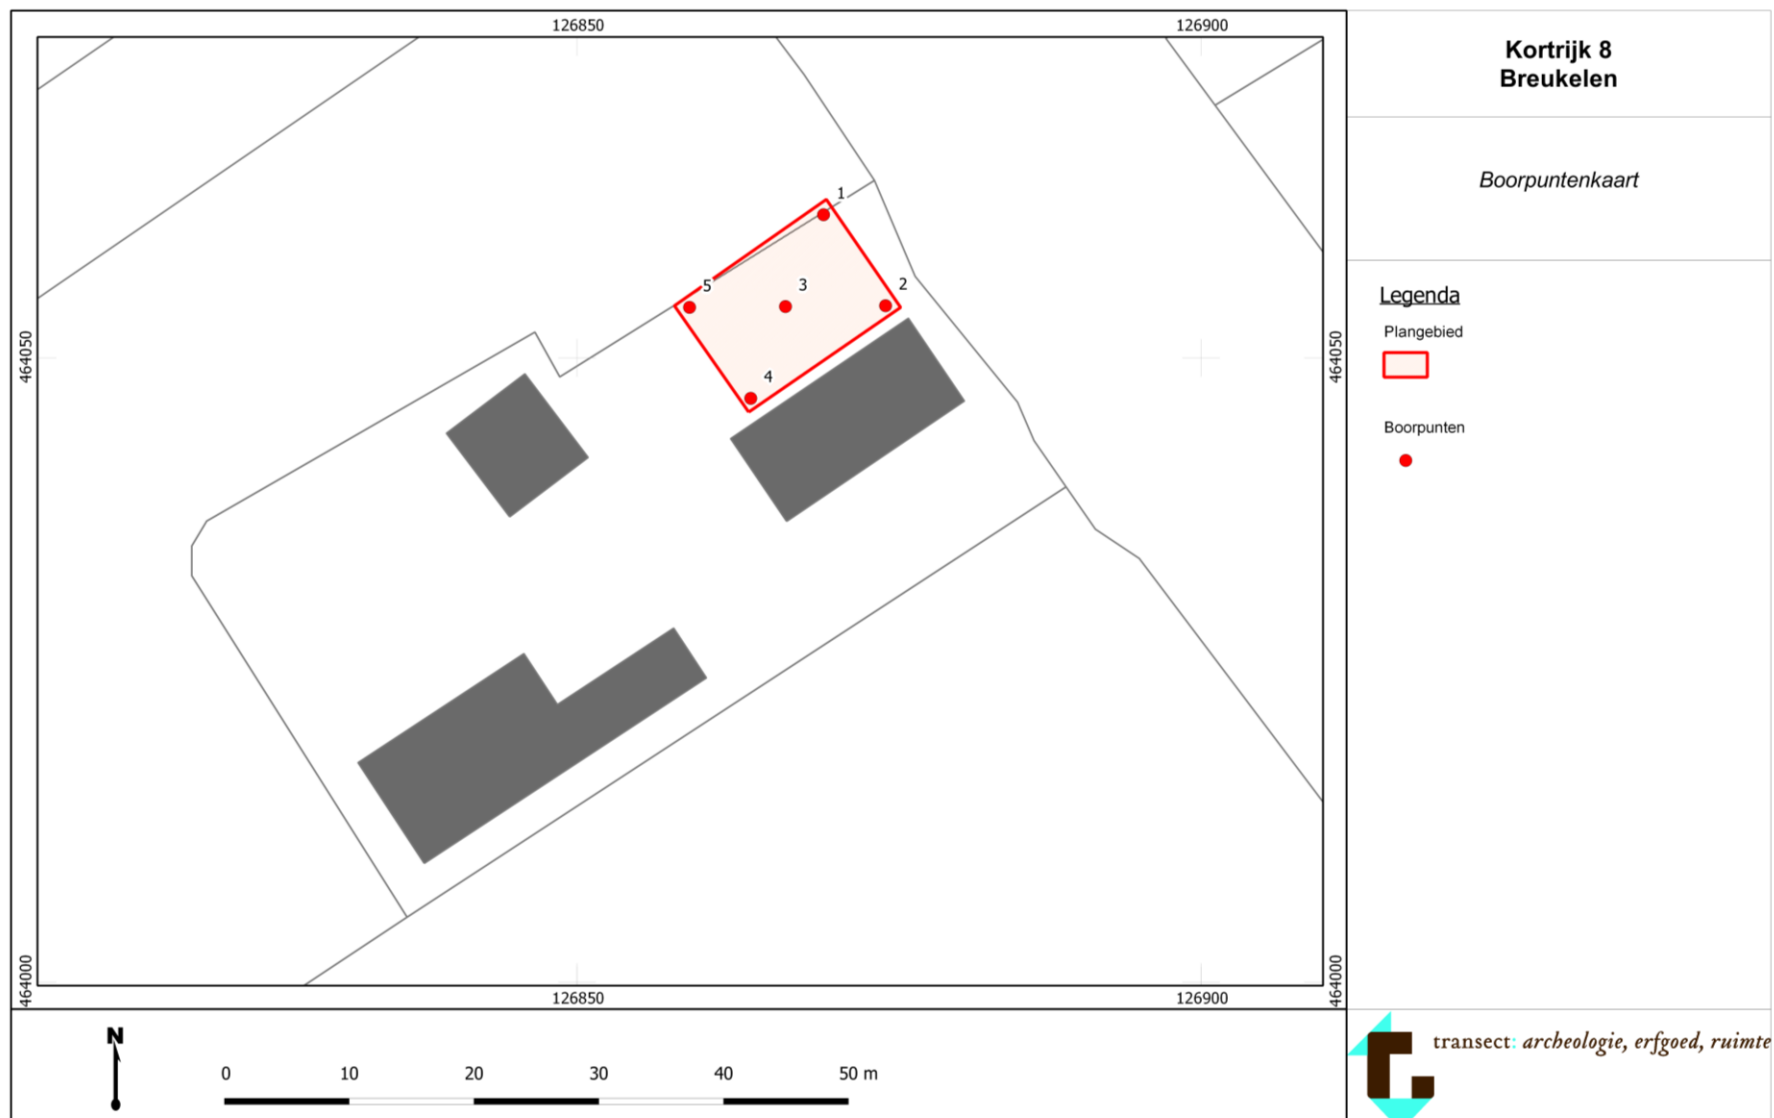 126850
126900
464050
464050
464000
464000
1
5
3
2
4
126850
126900
N
0
10
20
30
40
50 m
Kortrijk 8
Breukelen
Boorpuntenkaart
Legenda
Plangebied
Boorpunten
transect: archeologie, erfgoed, ruimte